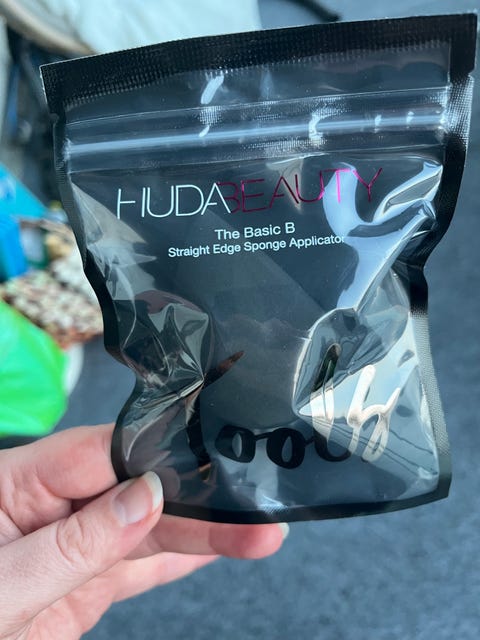 HUDABEAUTY
The Basic B
Straight Edge Sponge Applicator